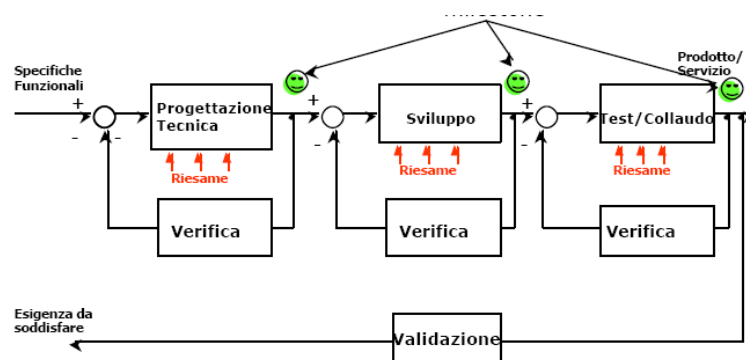 Specifiche
Funzionali
Prodotto/
Servizio
+
-
-
Progettazione
Tecnica
+
-
Sviluppo
+
-
Test/Collaudo
Riesame
Riesame
Riesame
Verifica
Verifica
Verifica
Esigenza da
soddisfare
Validazione